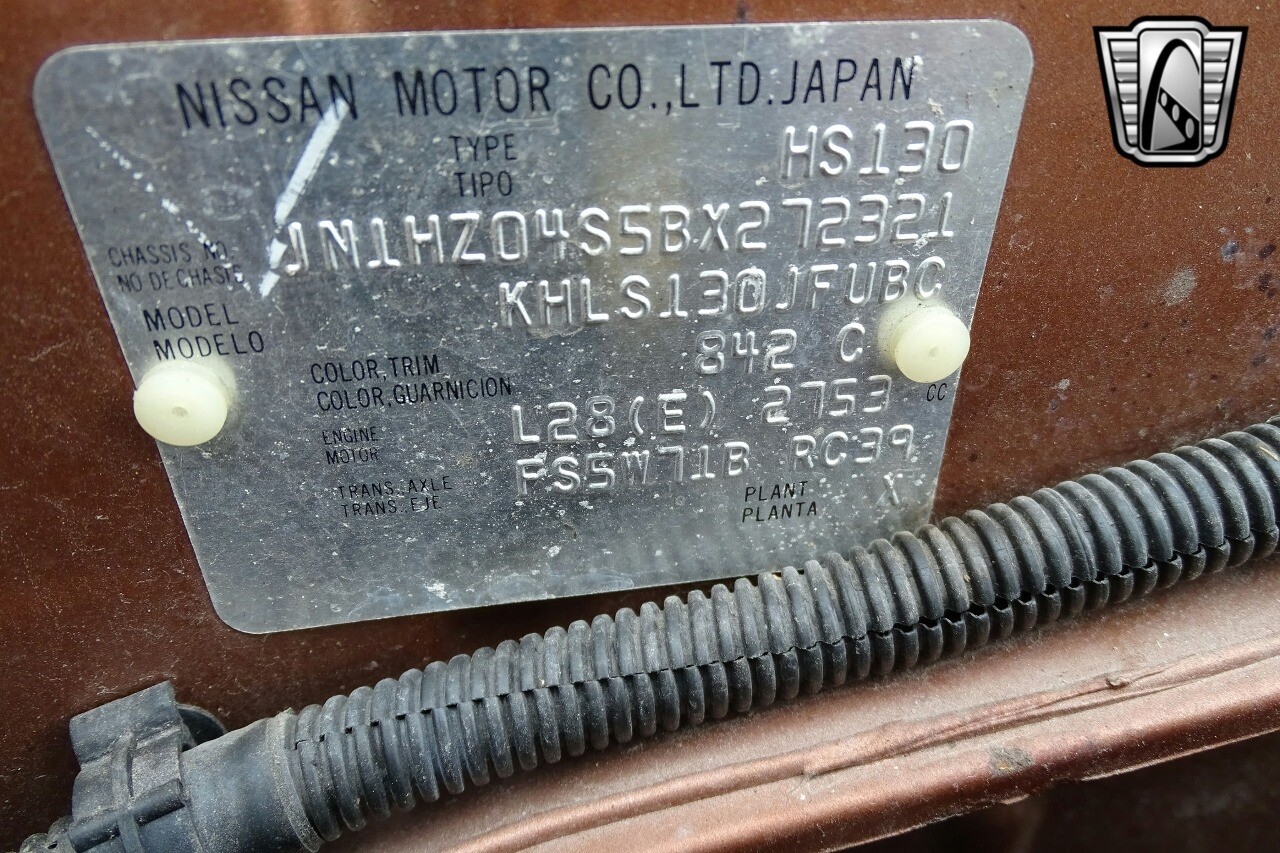 NISSAN MOTOR CO.,LTD.JAPAN
TYPE
TIPO
HS130
CHASSIS NO.
NO DE CHASIS
JN1HZ04S5BX272321
MODEL
MODELO
KHLS130JFUBC
COLOR,TRIM
COLOR,GUARNICION
842 C
ENGINE
MOTOR
L28(E) 2753
CC
TRANS.,AXLE
TRANS.,EJE
FS5W71B RC39
PLANT
PLANTA